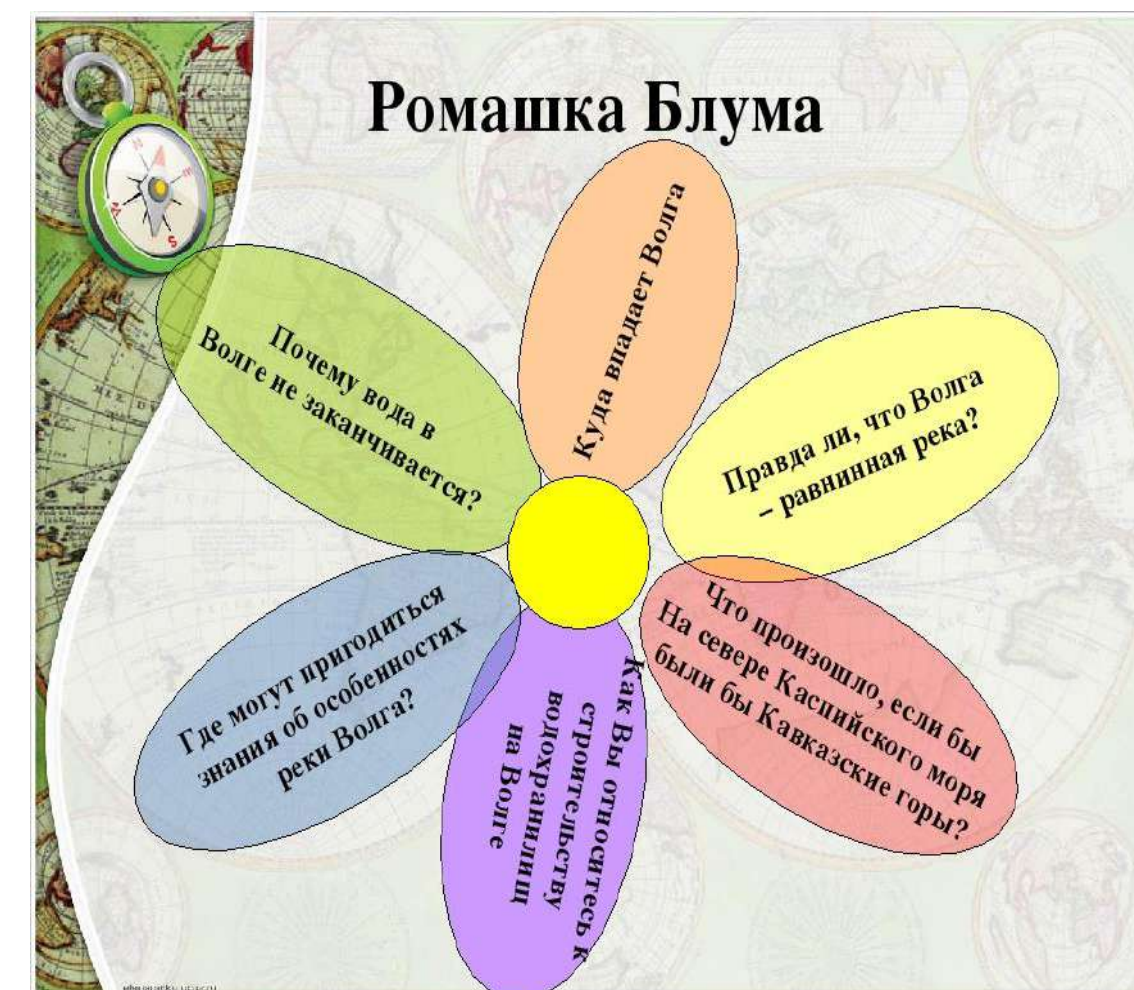 Ромашка Блума
Куда впадает Волга
Правда ли, что Волга
– равнинная река?
Что произошло, если бы
На севере Каспийского моря
были бы Кавказские горы?
Как Вы относитесь к
строительству
водохранилищ
на Волге
Где могут пригодиться
знания об особенностях
реки Волга?
Почему вода в
Волге не заканчивается?